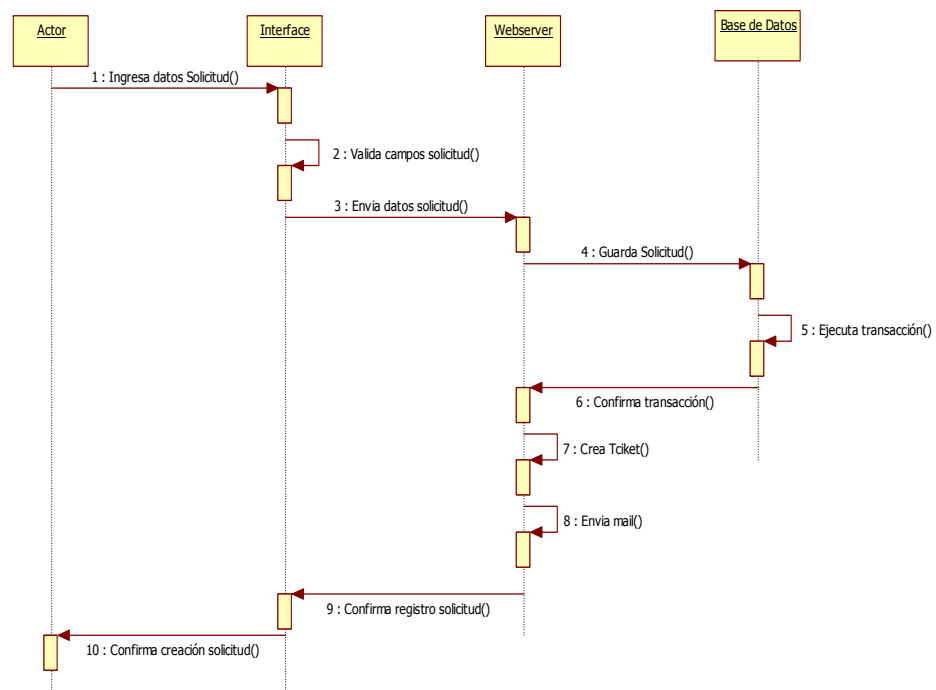 Actor
Interface
Webserver
Base de Datos
1 : Ingresa datos Solicitud()
2 : Valida campos solicitud()
3 : Envia datos solicitud()
4 : Guarda Solicitud()
5 : Ejecuta transacción()
6 : Confirma transacción()
7 : Crea Tciket()
8 : Envia mail()
9 : Confirma registro solicitud()
10 : Confirma creación solicitud()